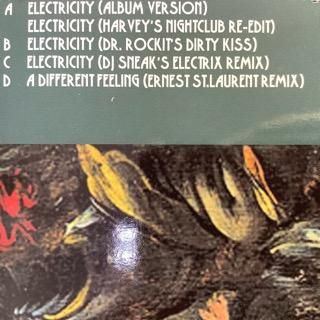 A ELECTRICITY (ALBUM VERSION)
ELECTRICITY (HARVEY'S NIGHTCLUB RE-EDIT)
B ELECTRICITY (DR. ROCKIT'S DIRTY KISS)
C ELECTRICITY (DJ SNEAK'S ELECTRIX REMIX)
D A DIFFERENT FEELING (ERNEST ST.LAURENT REMIX)